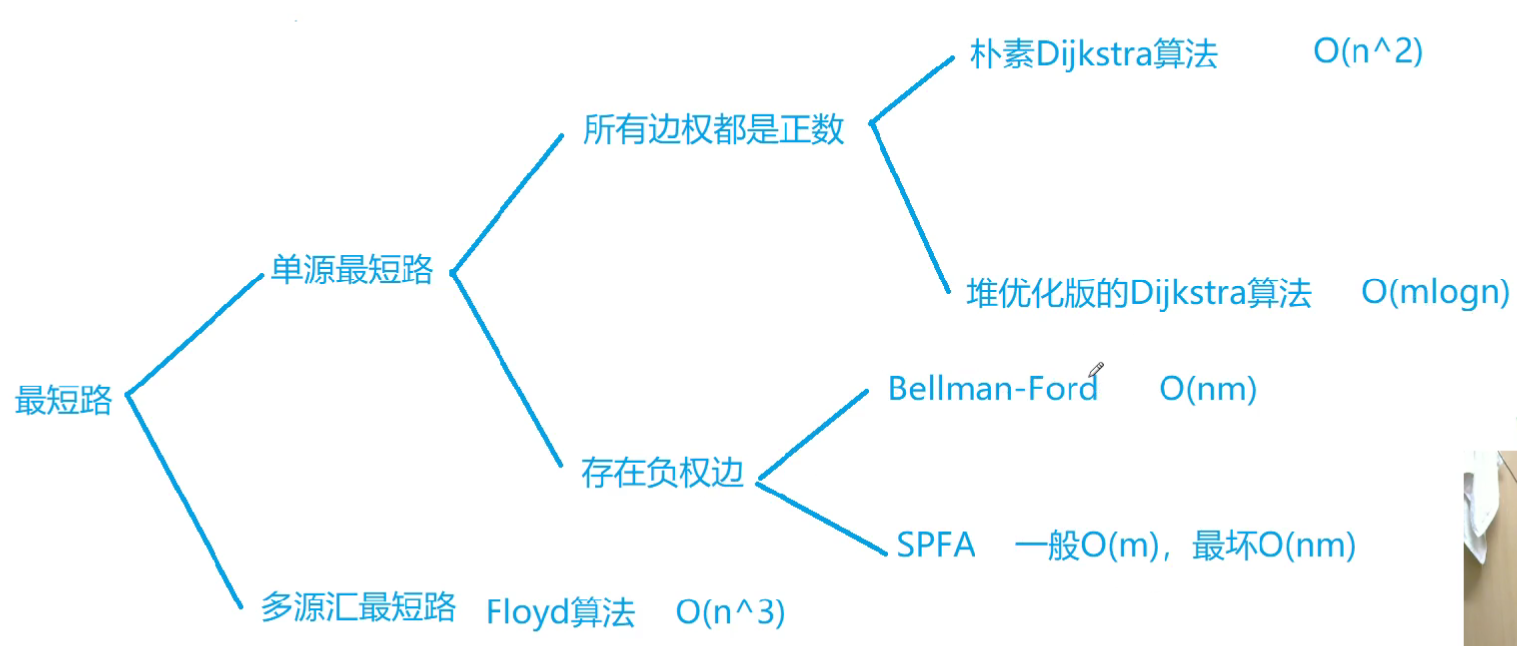 朴素Dijkstra算法 O(n^2)
所有边权都是正数
单源最短路
堆优化版的Dijkstra算法 O(mlogn)
最短路
Bellman-Ford O(nm)
存在负权边
SPFA 一般O(m)，最坏O(nm)
多源汇最短路 Floyd算法 O(n^3)